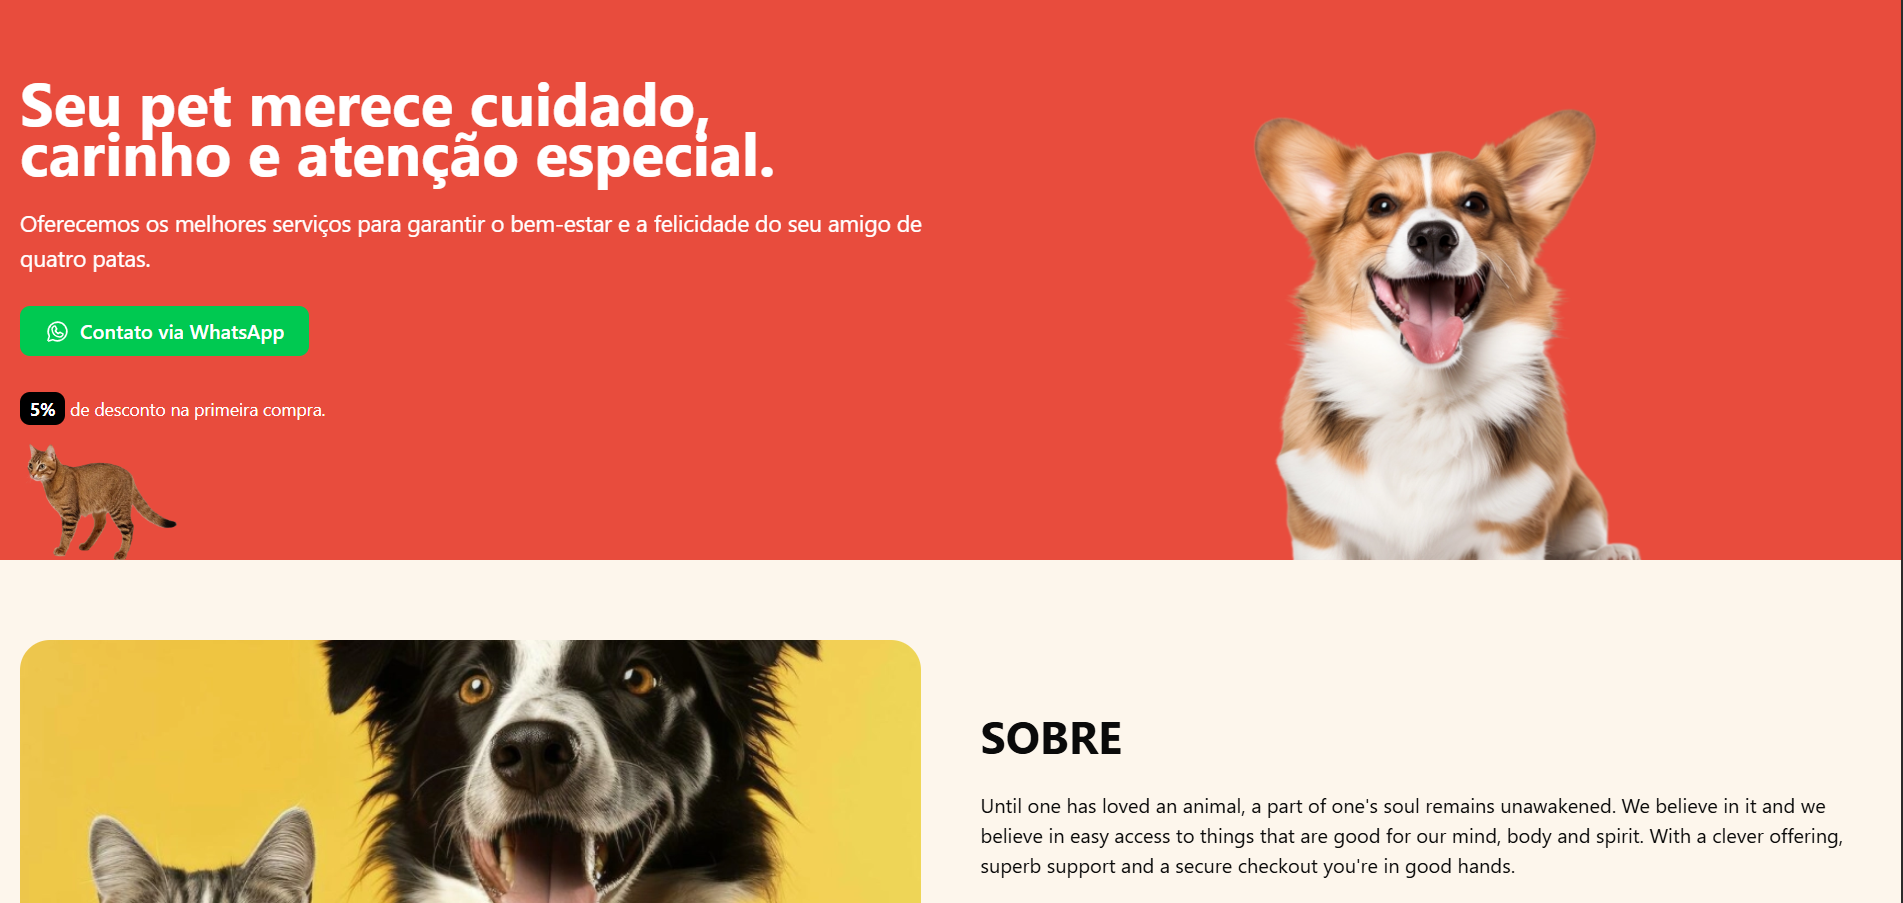 Seu pet merece cuidado,
carinho e atenção especial.
Oferecemos os melhores serviços para garantir o bem-estar e a felicidade do seu amigo de
quatro patas.
Contato via WhatsApp
5% de desconto na primeira compra.
SOBRE
Until one has loved an animal, a part of one's soul remains unawakened. We believe in it and we
believe in easy access to things that are good for our mind, body and spirit. With a clever offering,
superb support and a secure checkout you're in good hands.